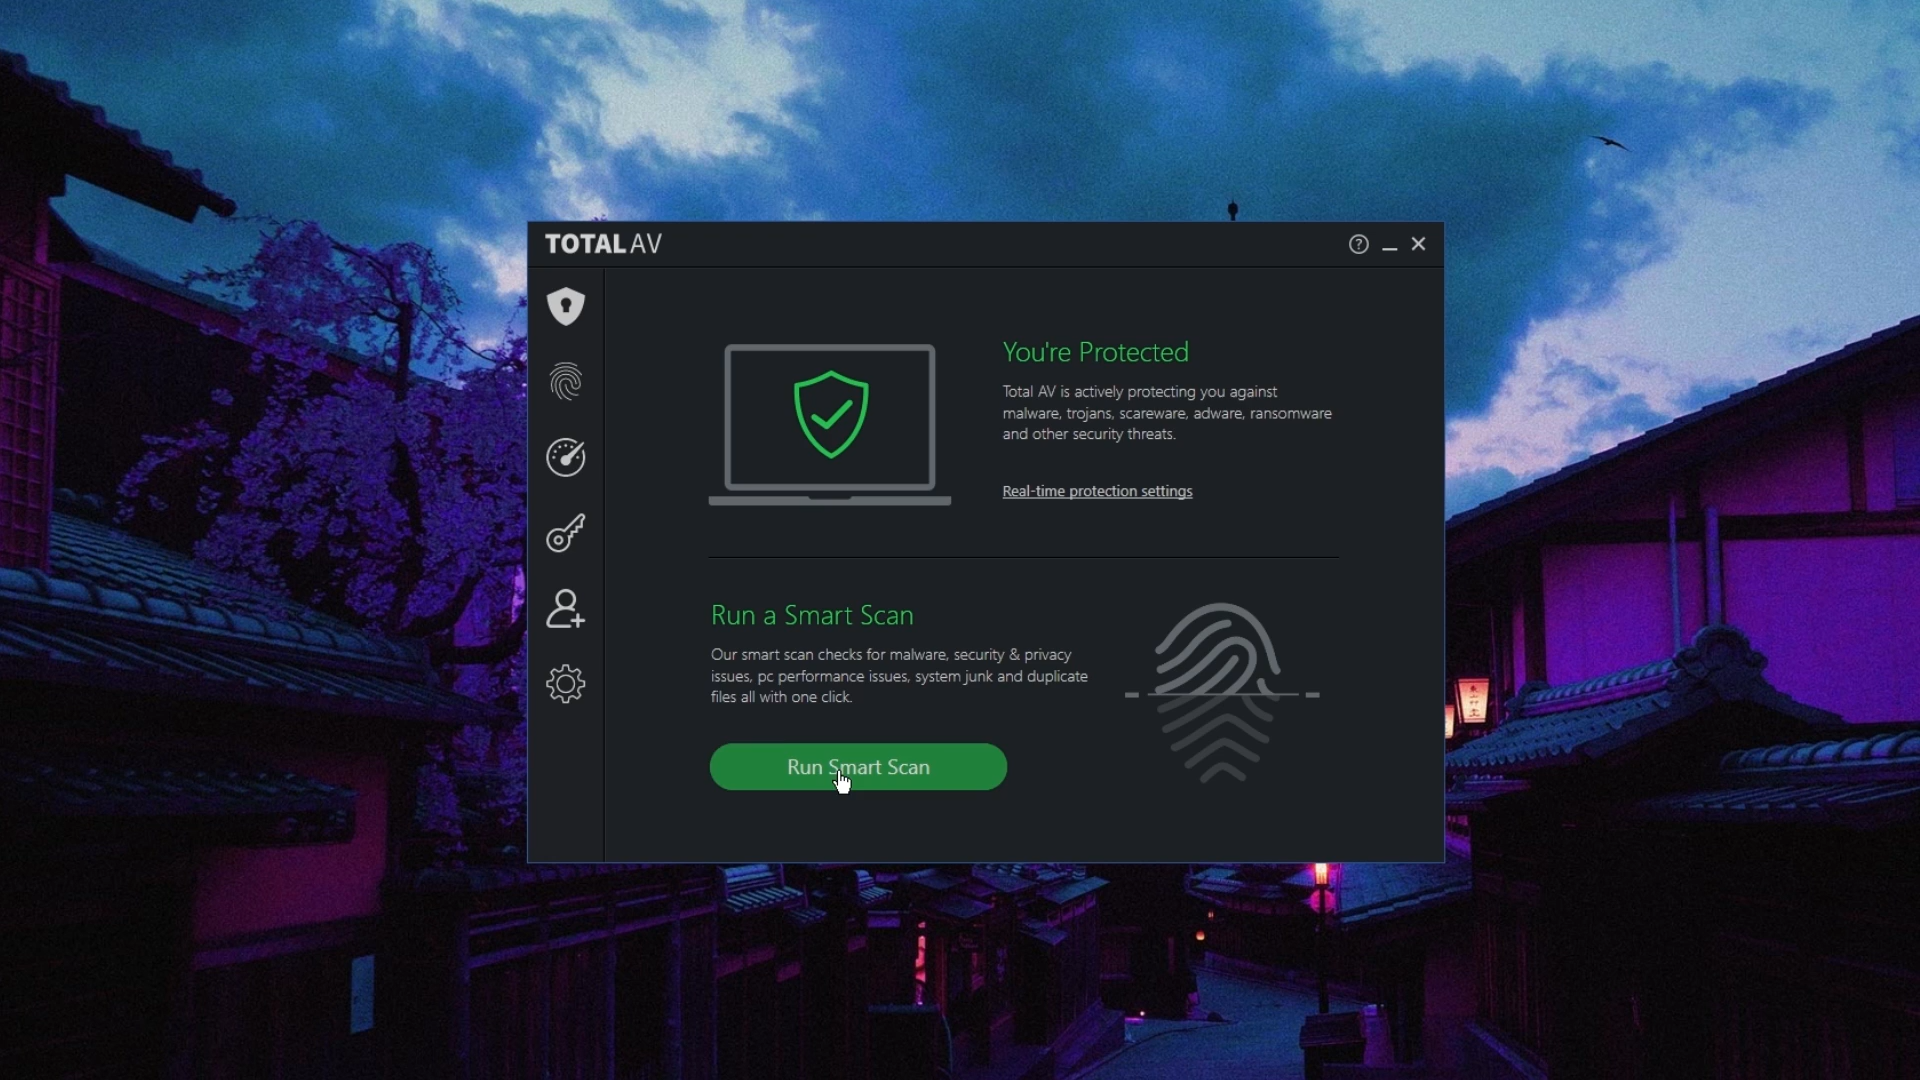 TOTALAV
You're Protected
Total AV is actively protecting you against
malware, trojans, scareware, adware, ransomware
and other security threats.
Real-time protection settings
Run a Smart Scan
Our smart scan checks for malware, security & privacy
issues, pc performance issues, system junk and duplicate
files all with one click.
Run Smart Scan